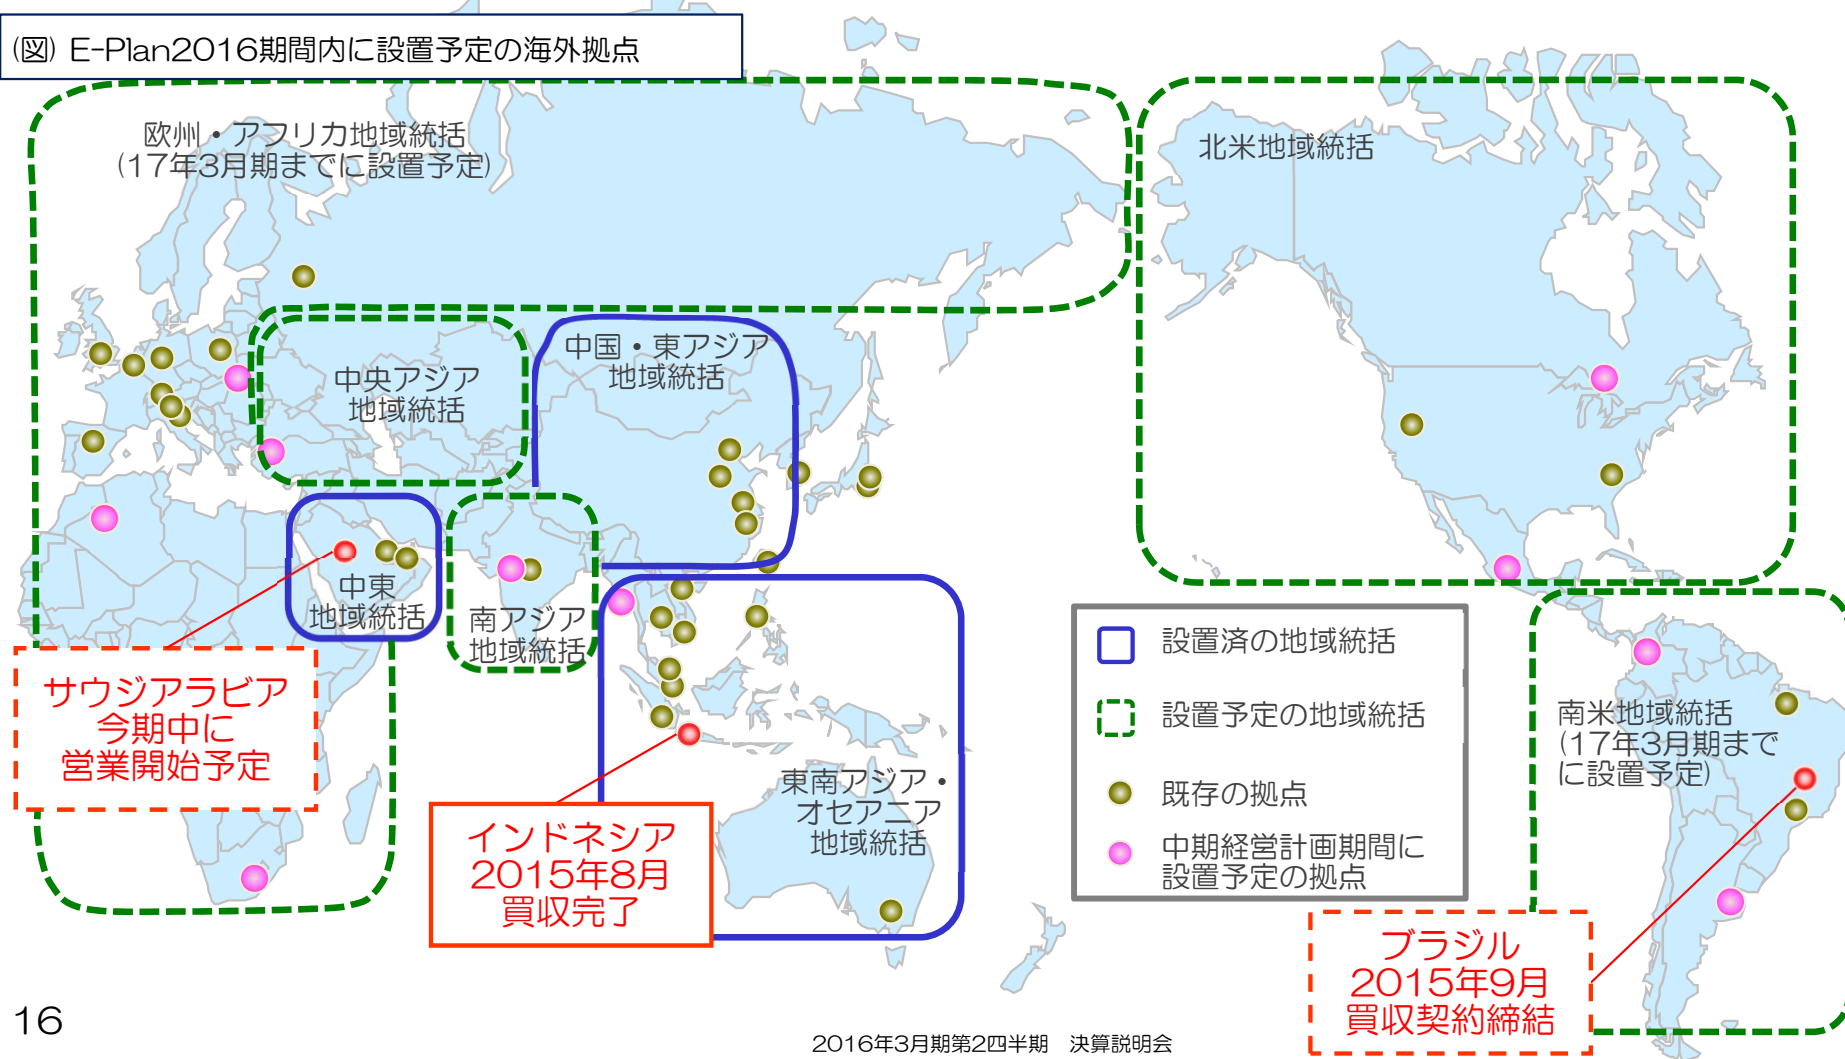 (図) E-Plan2016期間内に設置予定の海外拠点
欧州・アフリカ地域統括
(17年3月期までに設置予定)
北米地域統括
中国・東アジア
地域統括
中央アジア
地域統括
中東
地域統括
南アジア
地域統括
サウジアラビア
今期中に
営業開始予定
インドネシア
2015年8月
買収完了
東南アジア・
オセアニア
地域統括
設置済の地域統括
設置予定の地域統括
既存の拠点
中期経営計画期間に
設置予定の拠点
南米地域統括
(17年3月期まで
に設置予定)
ブラジル
2015年9月
買収契約締結
16
2016年3月期第2四半期 決算説明会